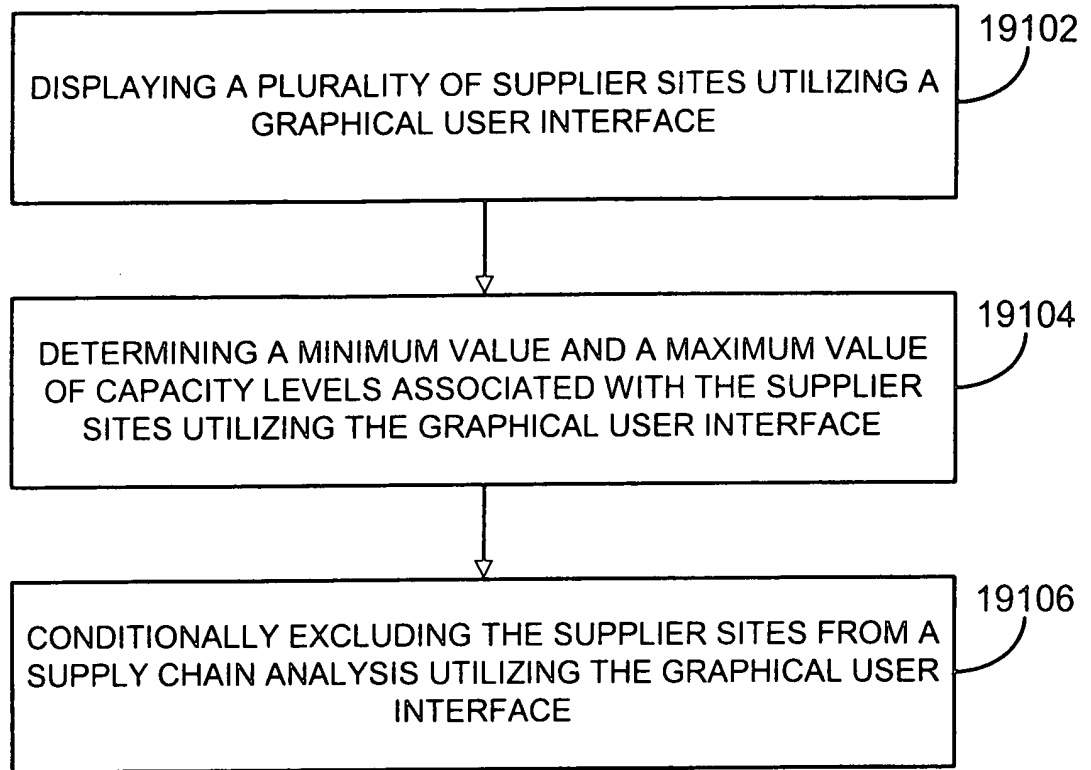 19102
DISPLAYING A PLURALITY OF SUPPLIER SITES UTILIZING A
GRAPHICAL USER INTERFACE
19104
DETERMINING A MINIMUM VALUE AND A MAXIMUM VALUE
OF CAPACITY LEVELS ASSOCIATED WITH THE SUPPLIER
SITES UTILIZING THE GRAPHICAL USER INTERFACE
19106
CONDITIONALLY EXCLUDING THE SUPPLIER SITES FROM A
SUPPLY CHAIN ANALYSIS UTILIZING THE GRAPHICAL USER
INTERFACE